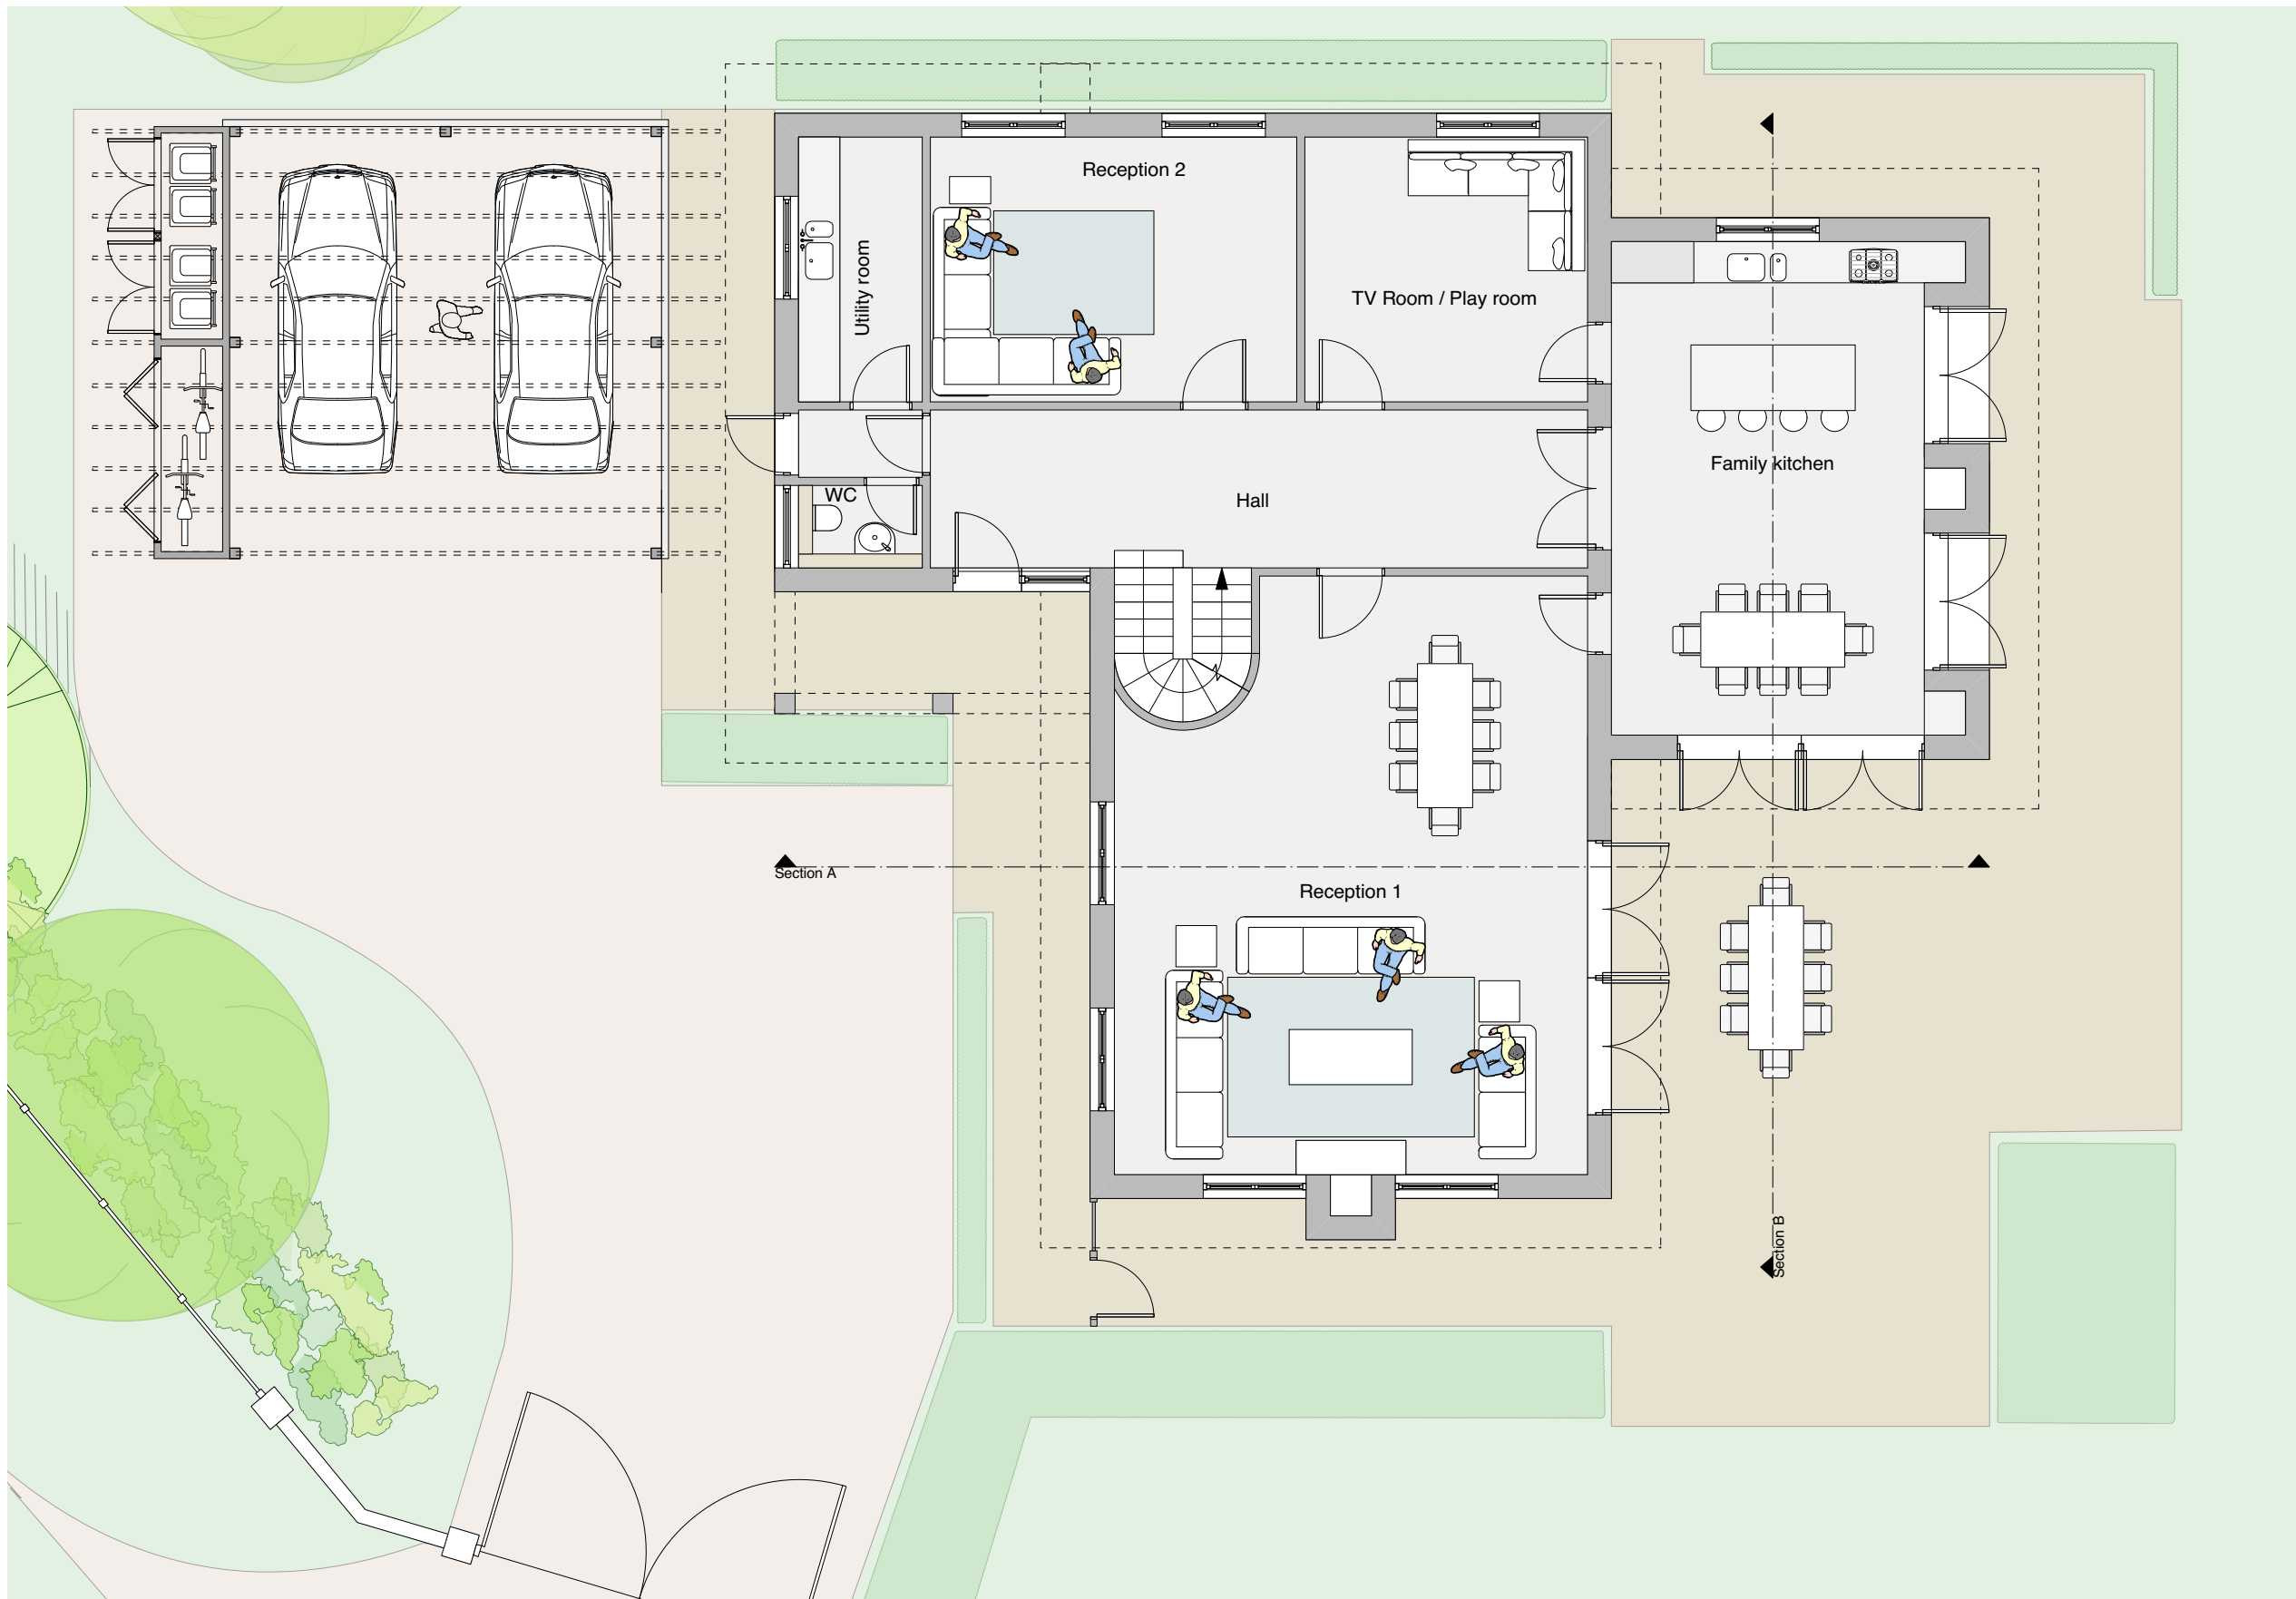 Reception 2
Utility room
TV Room / Play room
Family kitchen
WC
Hall
Section A
Reception 1
Section B